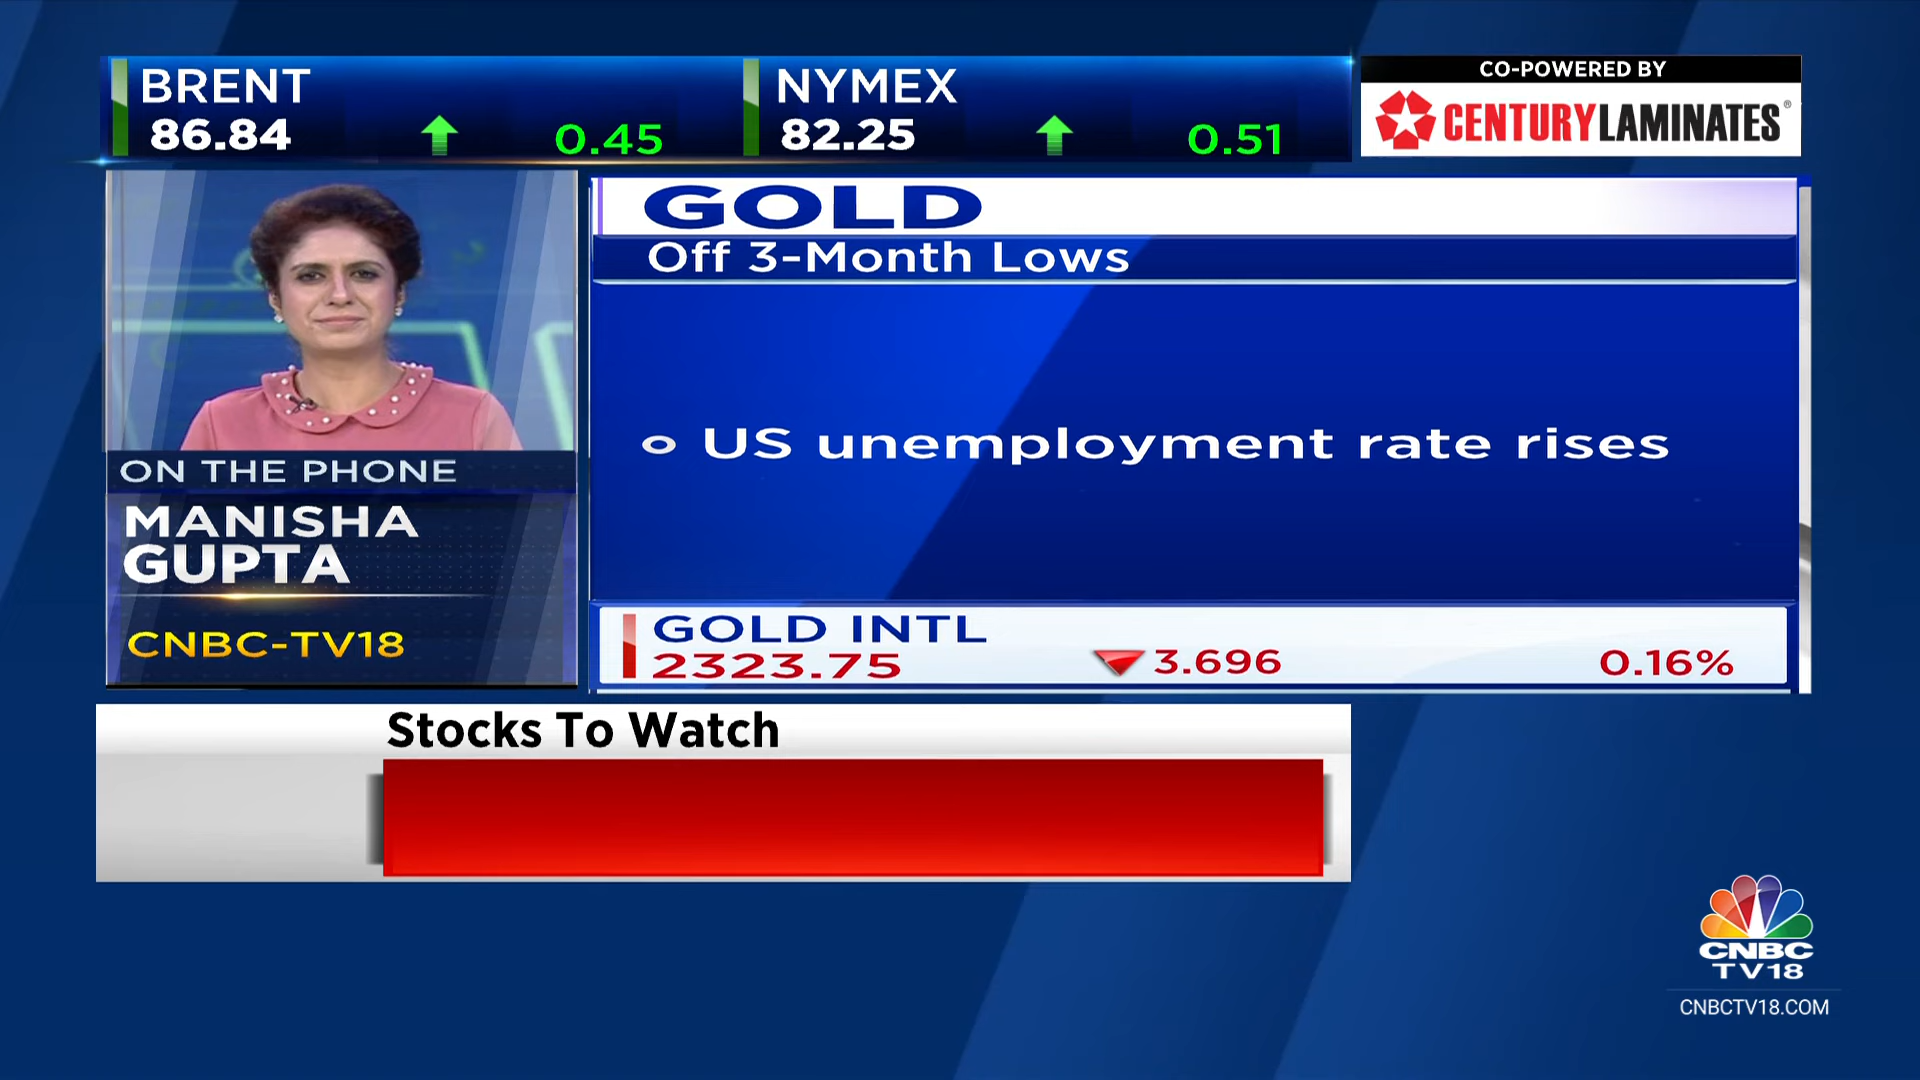 BRENT
86.84 0.45
NYMEX
82.25 0.51
CO-POWERED BY
CENTURYLAMINATES®
GOLD
Off 3-Month Lows
US unemployment rate rises
ON THE PHONE
MANISHA
GUPTA
CNBC-TV18
GOLD INTL
2323.75 3.696 0.16%
Stocks To Watch
CNBC
TV18
CNBCTV18.COM